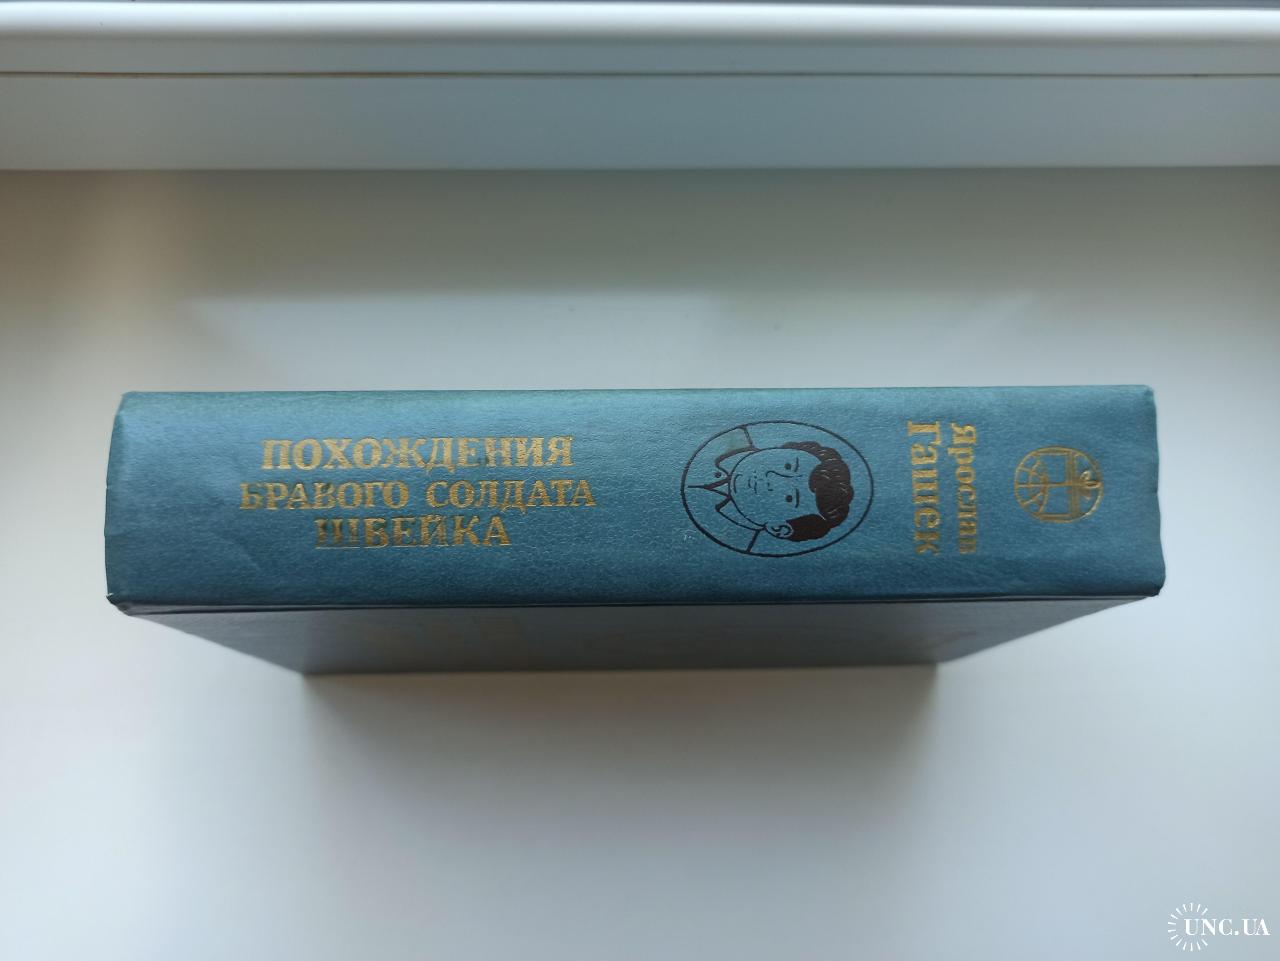 ПОХОЖДЕНИЯ
БРАВОГО СОЛДАТА
ШВЕЙКА
Ярослав
Гашек
UNC.UA